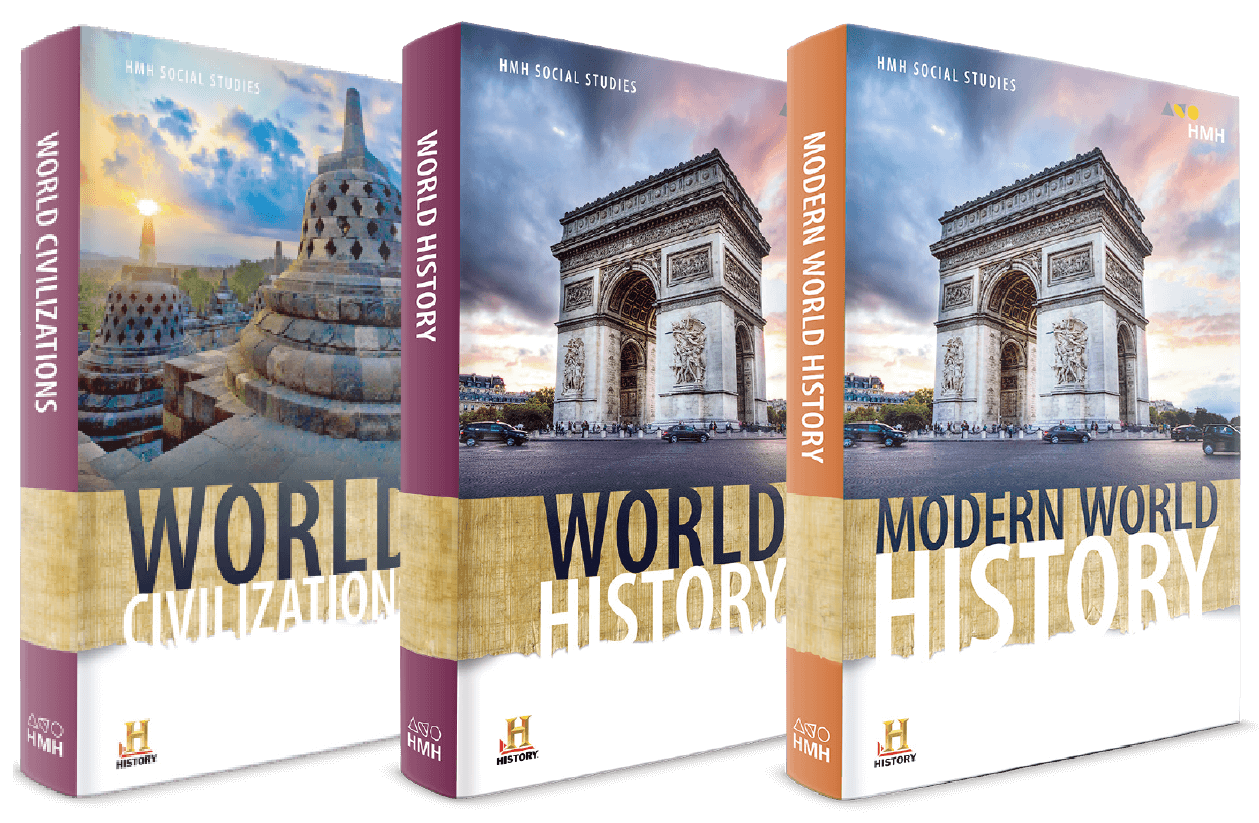 WORLD CIVILIZATIONS
HMH
HMH SOCIAL STUDIES
WORLD
CIVILIZATION
H
HISTORY
WORLD HISTORY
HMH
HMH SOCIAL STUDIES
WORLD
HISTORY
H
HISTORY
MODERN WORLD HISTORY
HMH
HMH SOCIAL STUDIES
HMH
MODERN WORLD
HISTORY
H
HISTORY